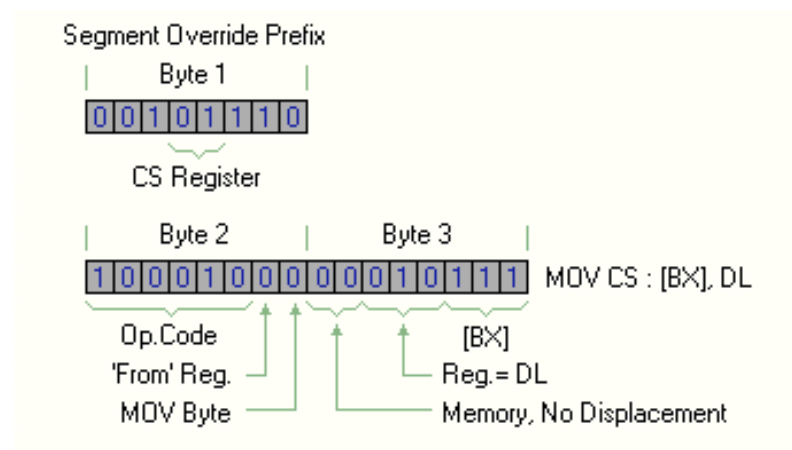 Segment Override Prefix
Byte 1
0 0 1 0 1 1 1 0
CS Register
Byte 2 Byte 3
1 0 0 0 1 0 0 0 0 0 0 1 0 1 1 1 MOV CS : [BX], DL
Op.Code [BX]
'From' Reg. Reg.= DL
MOV Byte Memory, No Displacement